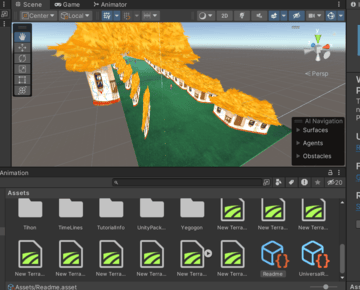 Scene
Game
Animator
Center
Local
2D
Persp
AI Navigation
Surfaces
Agents
Obstacles
Animation
Assets
20
Tihon
TimeLines
TutorialInfo
UnityPack...
Yegogon
New Terra...
New Terra...
New Terra...
New Terra...
New Terra...
New Terra...
New Terra...
New Terra...
Readme
UniversalR...
Assets/Readme.asset